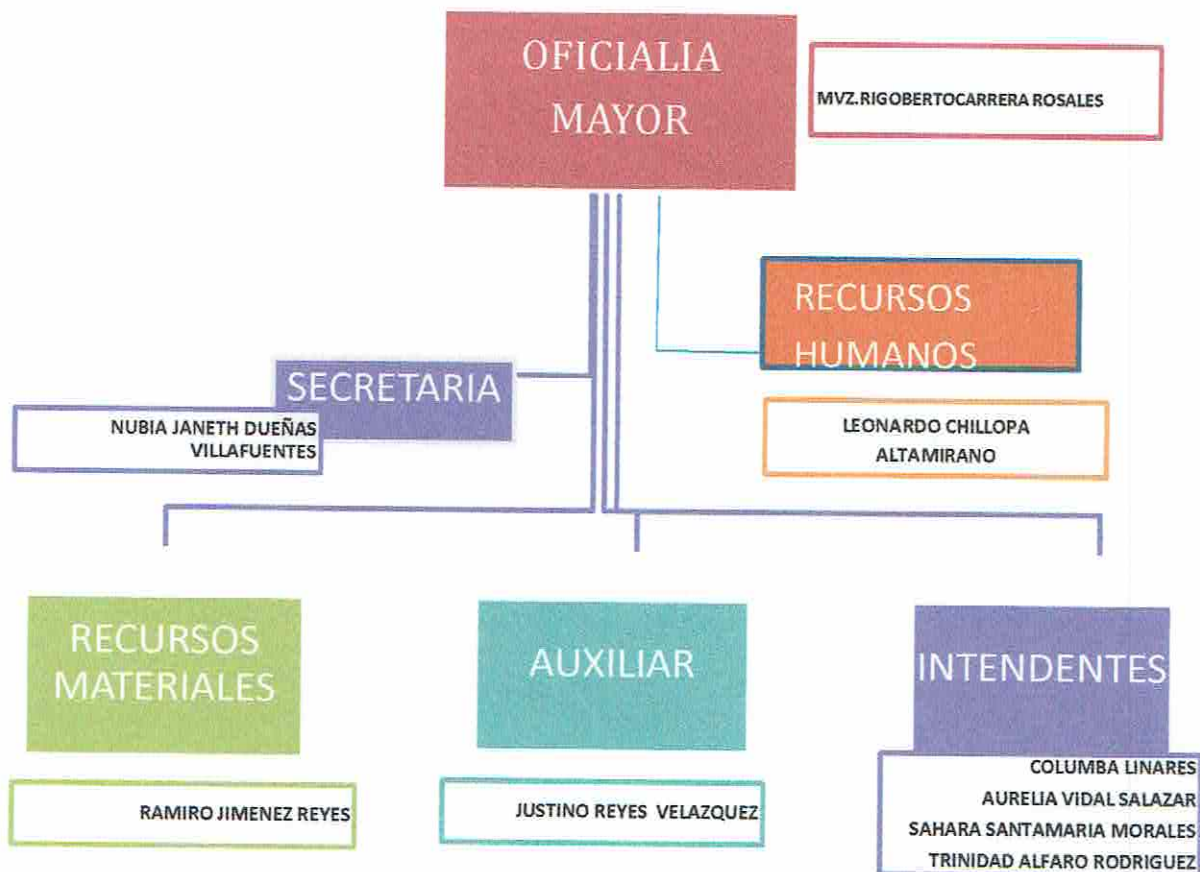 OFICIALIA
MAYOR
MVZ.RIGOBERTOCARRERA ROSALES
RECURSOS
HUMANOS
LEONARDO CHILLOPA
ALTAMIRANO
SECRETARIA
NUBIA JANETH DUEÑAS
VILLAFUENTES
RECURSOS
MATERIALES
RAMIRO JIMENEZ REYES
AUXILIAR
JUSTINO REYES VELAZQUEZ
INTENDENTES
COLUMBA LINARES
AURELIA VIDAL SALAZAR
SAHARA SANTAMARIA MORALES
TRINIDAD ALFARO RODRIGUEZ